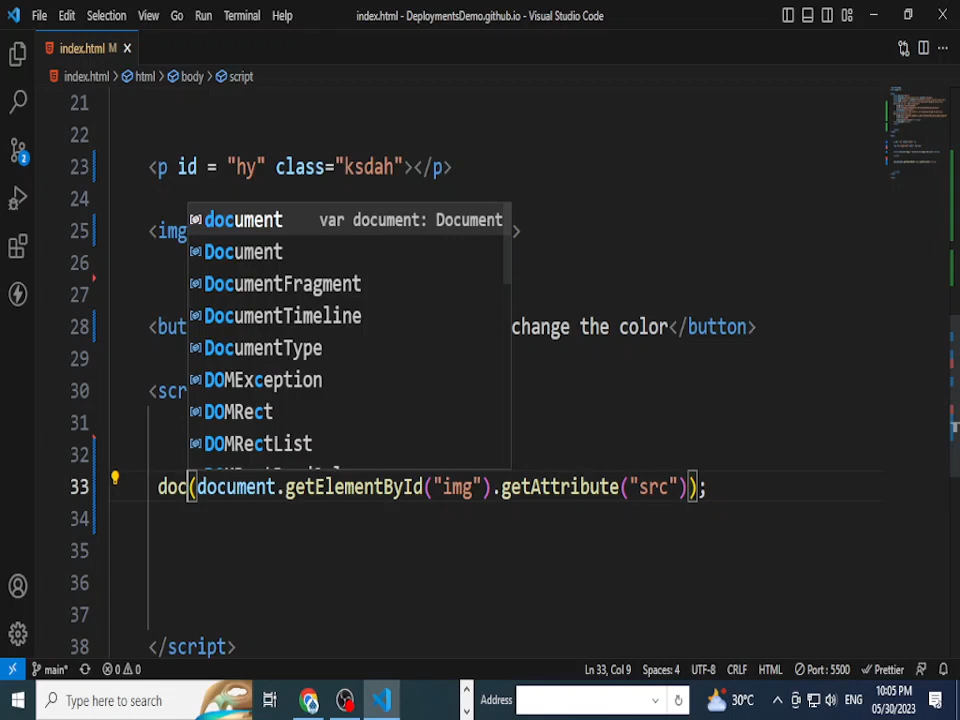 File Edit Selection View Go Run Terminal Help index.html - DeploymentsDemo.github.io - Visual Studio Code
index.html M
index.html > html > body > script
21
22
23 <p id = "hy" class="ksdah"></p>
24
document var document: Document
25 <img >
Document
26
DocumentFragment
27
DocumentTimeline
28 <but change the color</button>
DocumentType
29
DOMException
30 <scr
DOMRect
31
DOMRectList
32
33 doc(document.getElementById("img").getAttribute("src"));
34
35
36
37
38 </script>
2
main* 0 0 Ln 33, Col 9 Spaces: 4 UTF-8 CRLF HTML Port : 5500 Prettier
Type here to search Address 30°C ENG 10:05 PM
05/30/2023